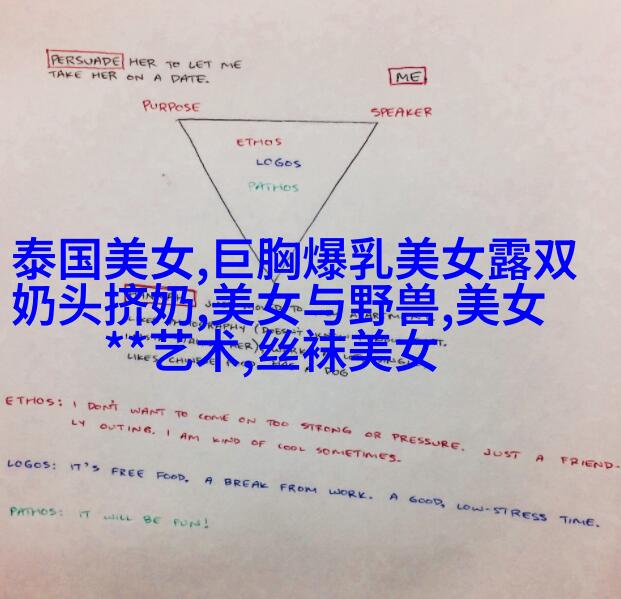 PERSUADE HER TO LET ME
TAKE HER ON A DATE.
ME
PURPOSE
SPEAKER
ETHOS
LOGOS
PATHOS
泰国美女,巨胸爆乳美女露双
奶头挤奶,美女与野兽,美女
**艺术,丝袜美女
LIKES CHINESE A DOG
ETHOS: I DON'T WANT TO COME ON TOO STRONG OR PRESSURE. JUST A FRIEND-
LY OUTING. I AM KIND OF COOL SOMETIMES.
LOGOS: IT'S FREE FOOD. A BREAK FROM WORK. A GOOD, LOW-STRESS TIME.
PATHOS: IT WILL BE FUN!